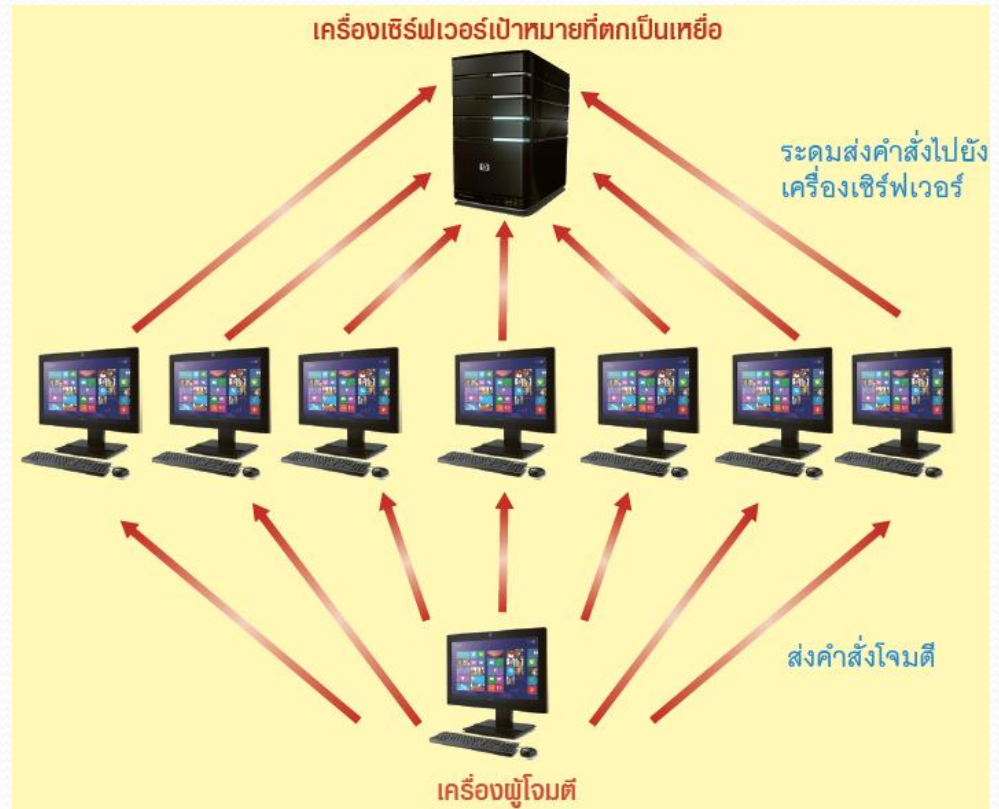 เครื่องเซิร์ฟเวอร์เป้าหมายที่ตกเป็นเหยื่อ
ระดมส่งคำสั่งไปยัง
เครื่องเซิร์ฟเวอร์
ส่งคำสั่งโจมตี
เครื่องผู้โจมตี